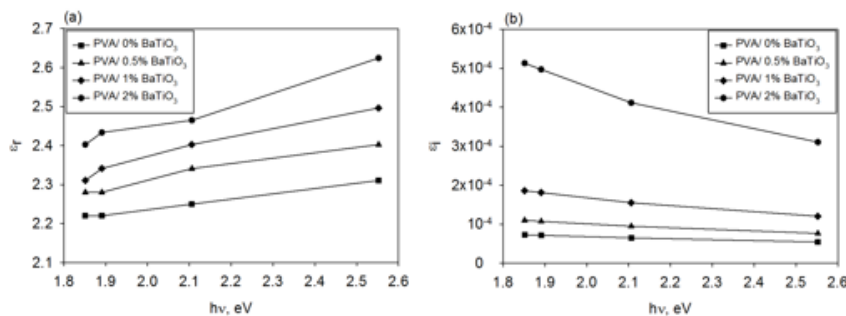 (a)
PVA/ 0% BaTiO3
PVA/ 0.5% BaTiO3
PVA/ 1% BaTiO3
PVA/ 2% BaTiO3
εr
2.7
2.6
2.5
2.4
2.3
2.2
2.1
1.8 1.9 2.0 2.1 2.2 2.3 2.4 2.5 2.6
hν, eV
(b)
PVA/ 0% BaTiO3
PVA/ 0.5% BaTiO3
PVA/ 1% BaTiO3
PVA/ 2% BaTiO3
εi
6x10-4
5x10-4
4x10-4
3x10-4
2x10-4
10-4
0
1.8 1.9 2.0 2.1 2.2 2.3 2.4 2.5 2.6
hν, eV